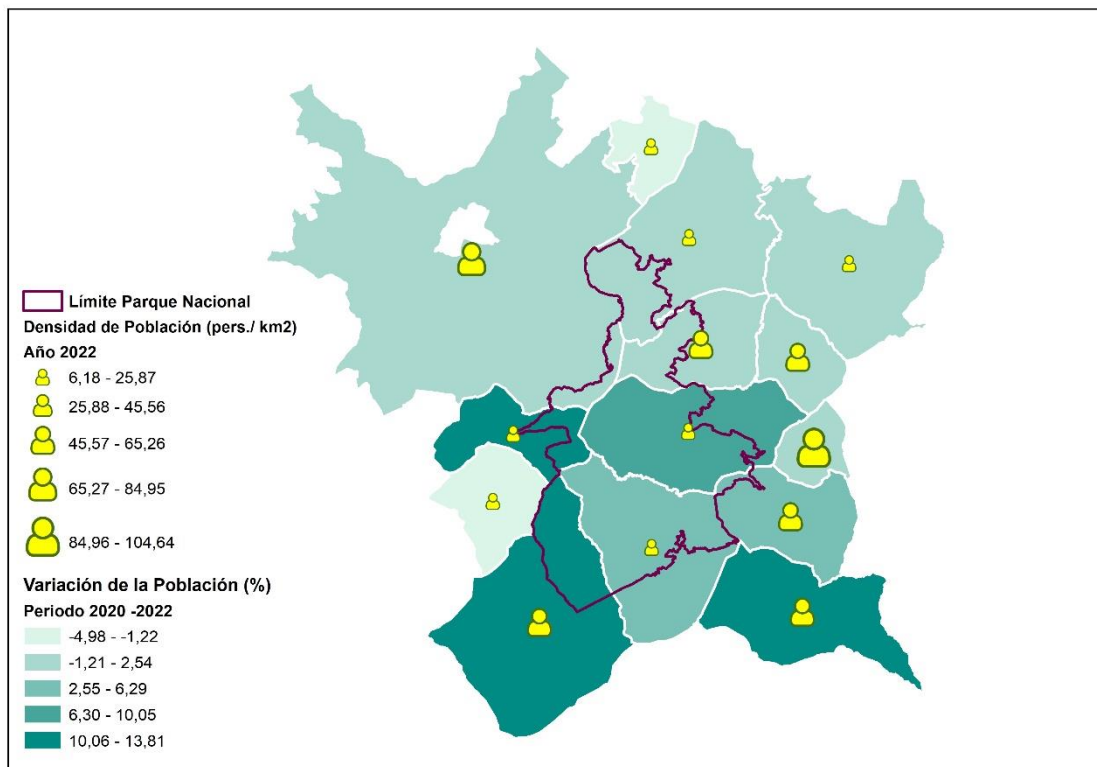 Límite Parque Nacional
Densidad de Población (pers./ km2)
Año 2022
6,18 - 25,87
25,88 - 45,56
45,57 - 65,26
65,27 - 84,95
84,96 - 104,64
Variación de la Población (%)
Periodo 2020 -2022
-4,98 - -1,22
-1,21 - 2,54
2,55 - 6,29
6,30 - 10,05
10,06 - 13,81